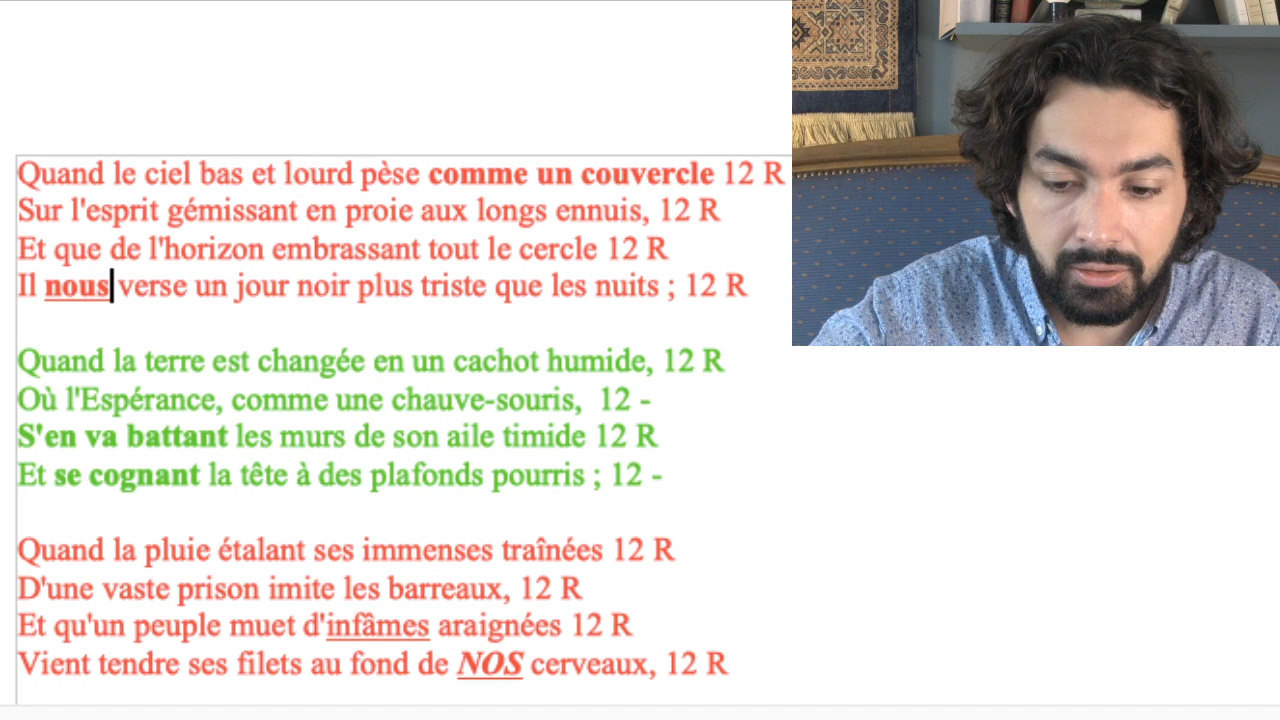 Quand le ciel bas et lourd pèse comme un couvercle 12 R
Sur l'esprit gémissant en proie aux longs ennuis, 12 R
Et que de l'horizon embrassant tout le cercle 12 R
Il nous verse un jour noir plus triste que les nuits ; 12 R
Quand la terre est changée en un cachot humide, 12 R
Où l'Espérance, comme une chauve-souris, 12 -
S'en va battant les murs de son aile timide 12 R
Et se cognant la tête à des plafonds pourris ; 12 -
Quand la pluie étalant ses immenses traînées 12 R
D'une vaste prison imite les barreaux, 12 R
Et qu'un peuple muet d'infâmes araignées 12 R
Vient tendre ses filets au fond de NOS cerveaux, 12 R